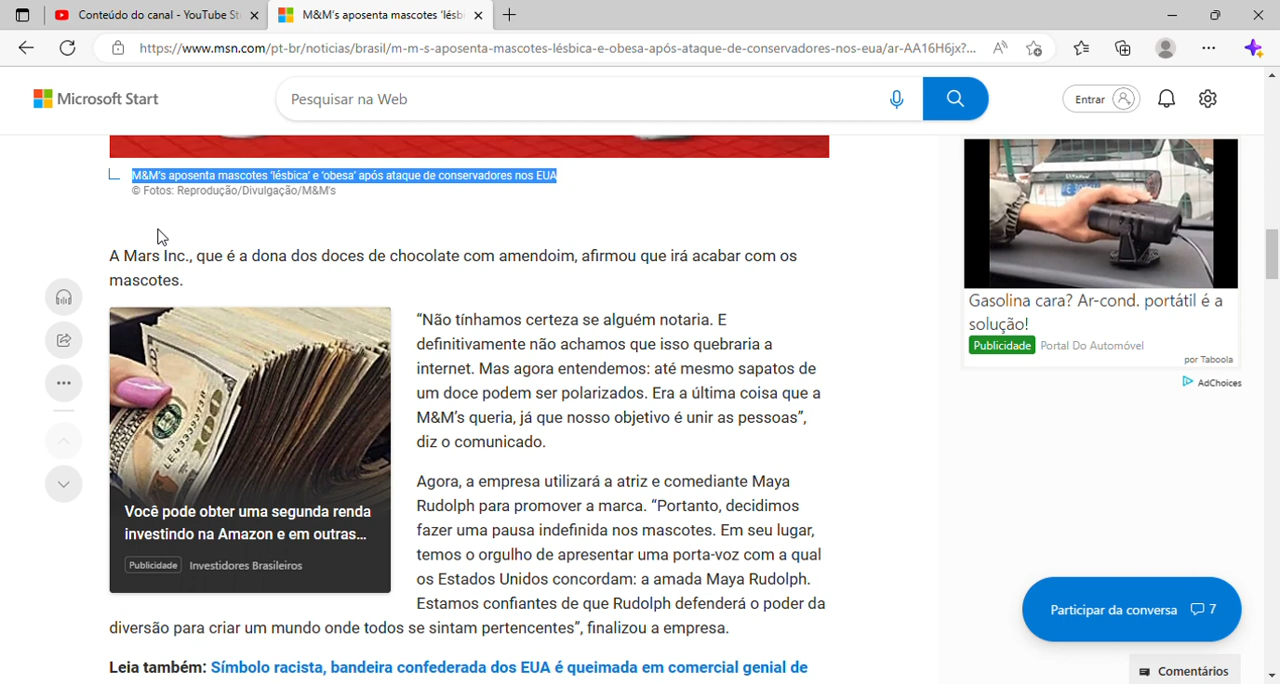 Conteúdo do canal - YouTube St
M&M's aposenta mascotes 'lésbi
https://www.msn.com/pt-br/noticias/brasil/m-m-s-aposenta-mascotes-lésbica-e-obesa-após-ataque-de-conservadores-nos-eua/ar-AA16H6jx?...
Microsoft Start
Pesquisar na Web
Entrar
M&M's aposenta mascotes 'lésbica' e 'obesa' após ataque de conservadores nos EUA
© Fotos: Reprodução/Divulgação/M&M's
A Mars Inc., que é a dona dos doces de chocolate com amendoim, afirmou que irá acabar com os
mascotes.
Você pode obter uma segunda renda
investindo na Amazon e em outras...
Publicidade Investidores Brasileiros
“Não tínhamos certeza se alguém notaria. E
definitivamente não achamos que isso quebraria a
internet. Mas agora entendemos: até mesmo sapatos de
um doce podem ser polarizados. Era a última coisa que a
M&M’s queria, já que nosso objetivo é unir as pessoas”,
diz o comunicado.
Agora, a empresa utilizará a atriz e comediante Maya
Rudolph para promover a marca. “Portanto, decidimos
fazer uma pausa indefinida nos mascotes. Em seu lugar,
temos o orgulho de apresentar uma porta-voz com a qual
os Estados Unidos concordam: a amada Maya Rudolph.
Estamos confiantes de que Rudolph defenderá o poder da
diversão para criar um mundo onde todos se sintam pertencentes”, finalizou a empresa.
Leia também: Símbolo racista, bandeira confederada dos EUA é queimada em comercial genial de
Gasolina cara? Ar-cond. portátil é a
solução!
Publicidade Portal Do Automóvel
por Taboola
AdChoices
Participar da conversa 7
Comentários